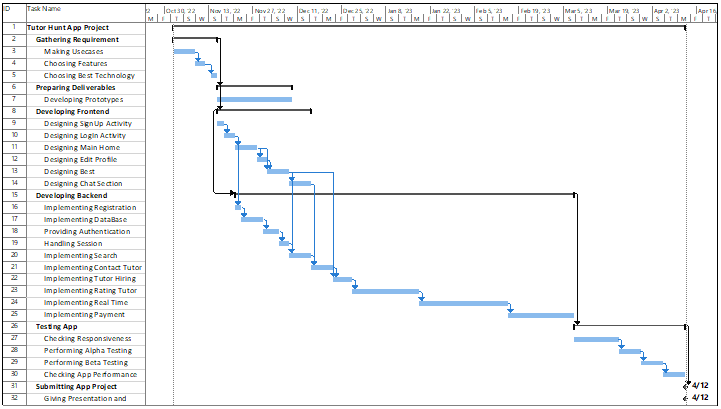 ID Task Name
22 Oct 30, '22 Nov 13, '22 Nov 27, '22 Dec 11, '22 Dec 25, '22 Jan 8, '23 Jan 22, '23 Feb 5, '23 Feb 19, '23 Mar 5, '23 Mar 19, '23 Apr 2, '23 Apr 16,
M F T S W S T M F T S W S T M F T S W S T M F T S W S T M F T S W S T M F T S W S T M F
1 Tutor Hunt App Project
2 Gathering Requirement
3 Making Usecases
4 Choosing Features
5 Choosing Best Technology
6 Preparing Deliverables
7 Developing Prototypes
8 Developing Frontend
9 Designing SignUp Activity
10 Designing LogIn Activity
11 Designing Main Home
12 Designing Edit Profile
13 Designing Best
14 Designing Chat Section
15 Developing Backend
16 Implementing Registration
17 Implementing DataBase
18 Providing Authentication
19 Handling Session
20 Implementing Search
21 Implementing Contact Tutor
22 Implementing Tutor Hiring
23 Implementing Rating Tutor
24 Implementing Real Time
25 Implementing Payment
26 Testing App
27 Checking Responsiveness
28 Performing Alpha Testing
29 Performing Beta Testing
30 Checking App Performance
31 Submitting App Project 4/12
32 Giving Presentation and 4/12